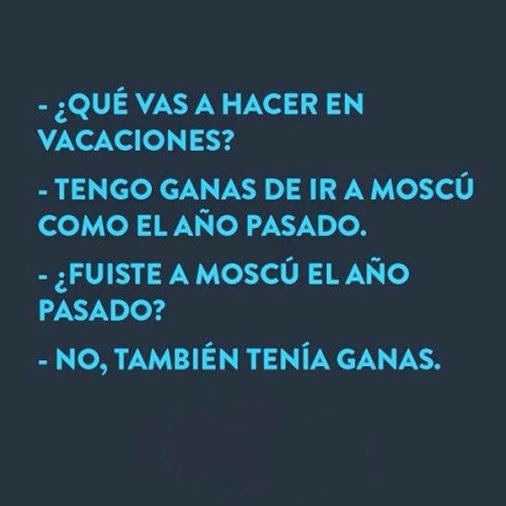 - ¿QUÉ VAS A HACER EN
VACACIONES?
- TENGO GANAS DE IR A MOSCÚ
COMO EL AÑO PASADO.
- ¿FUISTE A MOSCÚ EL AÑO
PASADO?
- NO, TAMBIÉN TENÍA GANAS.